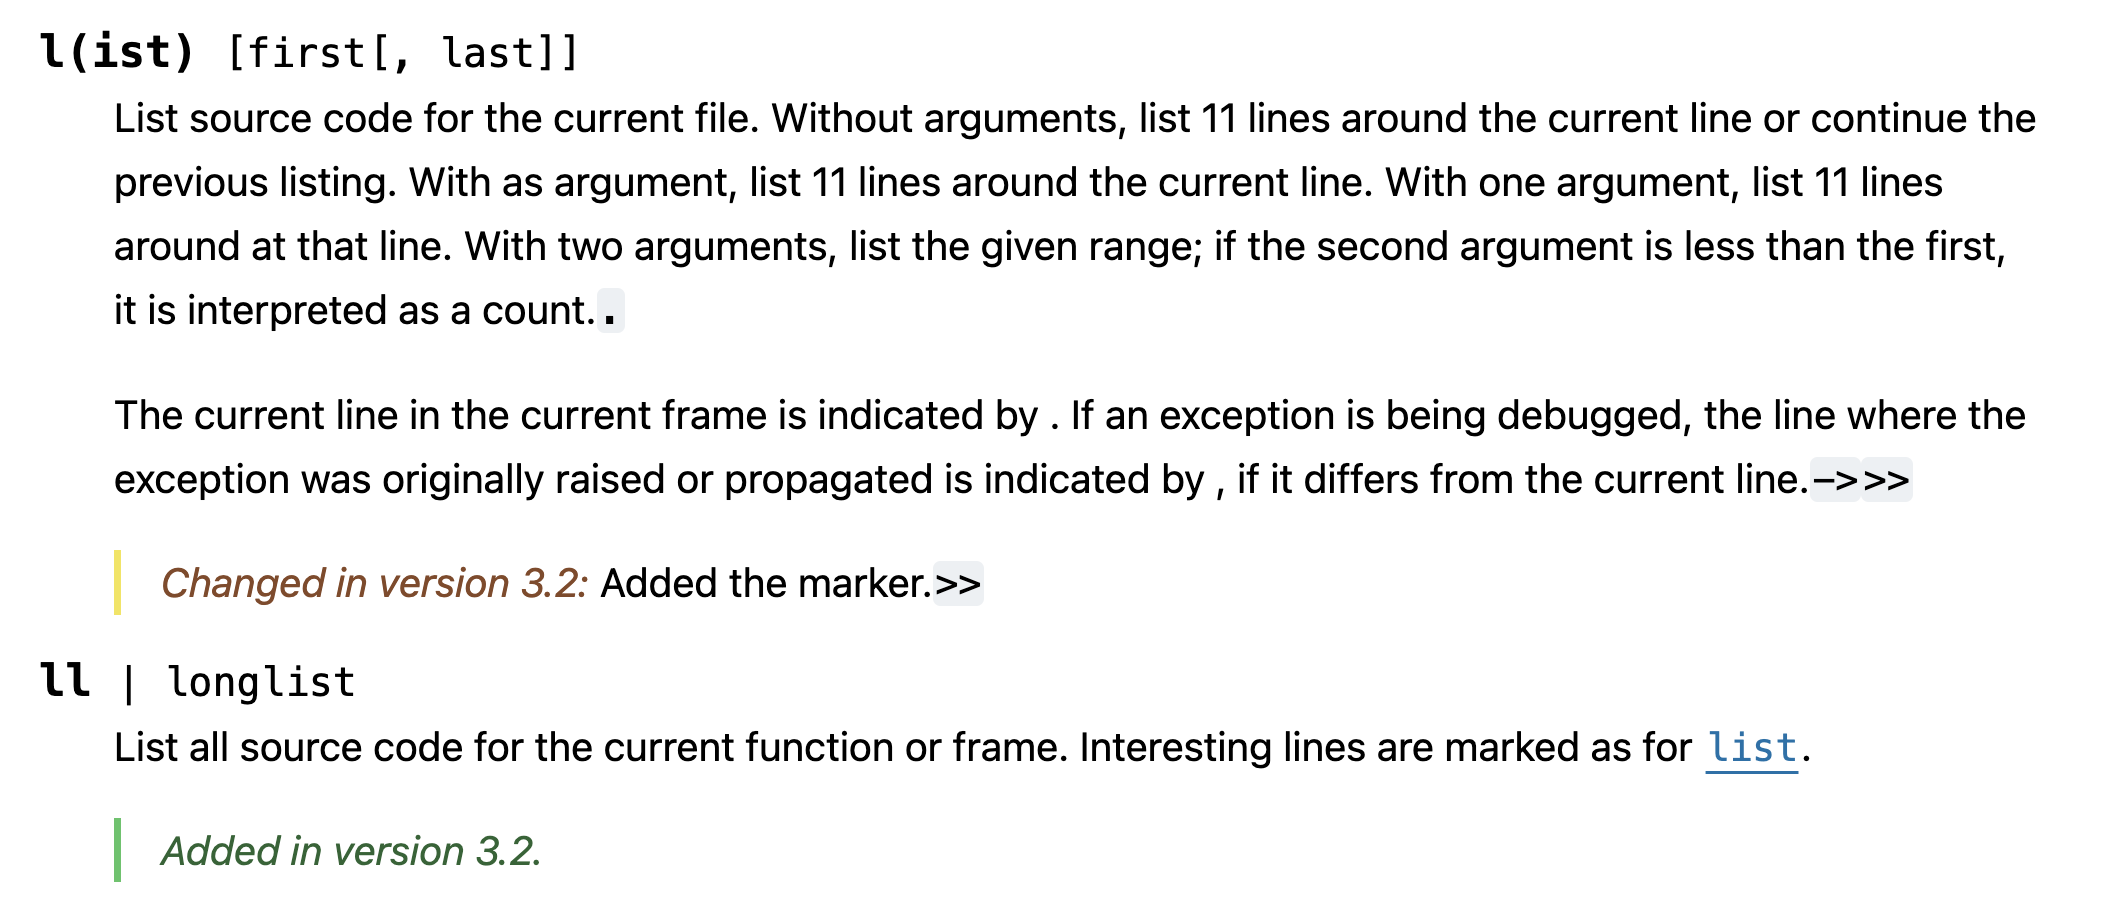 l(ist) [first[, last]]
List source code for the current file. Without arguments, list 11 lines around the current line or continue the
previous listing. With as argument, list 11 lines around the current line. With one argument, list 11 lines
around at that line. With two arguments, list the given range; if the second argument is less than the first,
it is interpreted as a count..
The current line in the current frame is indicated by . If an exception is being debugged, the line where the
exception was originally raised or propagated is indicated by , if it differs from the current line.->>>
Changed in version 3.2: Added the marker.>>
ll | longlist
List all source code for the current function or frame. Interesting lines are marked as for list.
Added in version 3.2.